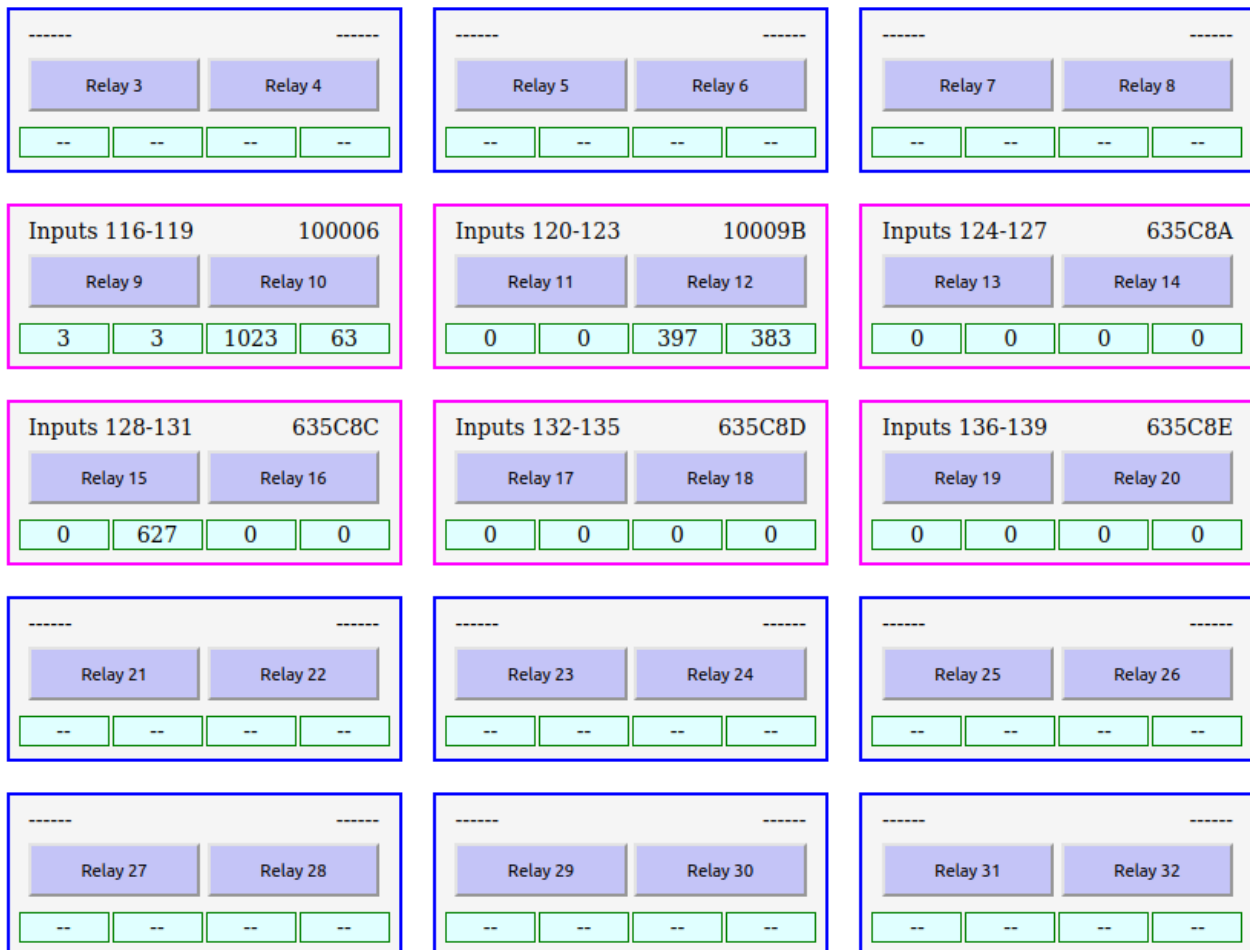 ------ ------ ------ ------ ------ ------
Relay 3 Relay 4 Relay 5 Relay 6 Relay 7 Relay 8
-- -- -- -- -- -- -- -- -- -- -- --
Inputs 116-119 100006 Inputs 120-123 10009B Inputs 124-127 635C8A
Relay 9 Relay 10 Relay 11 Relay 12 Relay 13 Relay 14
3 3 1023 63 0 0 397 383 0 0 0 0
Inputs 128-131 635C8C Inputs 132-135 635C8D Inputs 136-139 635C8E
Relay 15 Relay 16 Relay 17 Relay 18 Relay 19 Relay 20
0 627 0 0 0 0 0 0 0 0 0 0
------ ------ ------ ------ ------ ------
Relay 21 Relay 22 Relay 23 Relay 24 Relay 25 Relay 26
-- -- -- -- -- -- -- -- -- -- -- --
------ ------ ------ ------ ------ ------
Relay 27 Relay 28 Relay 29 Relay 30 Relay 31 Relay 32
-- -- -- -- -- -- -- -- -- -- -- --